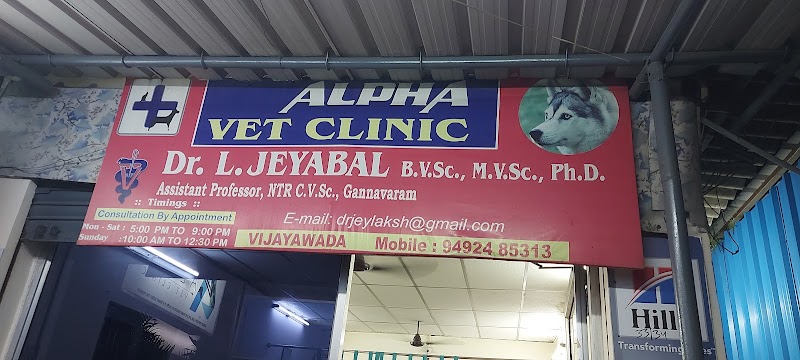 ALPHA
VET CLINIC
Dr. L. JEYABAL B.V.Sc., M.V.Sc., Ph.D.
Assistant Professor, NTR C.V.Sc., Gannavaram
:: Timings ::
Consultation By Appointment
Mon - Sat : 5:00 PM TO 9:00 PM
Sunday :10:00 AM TO 12:30 PM
E-mail: drjeylaksh@gmail.com
VIJAYAWADA Mobile : 94924 85313
Hill
Transforming